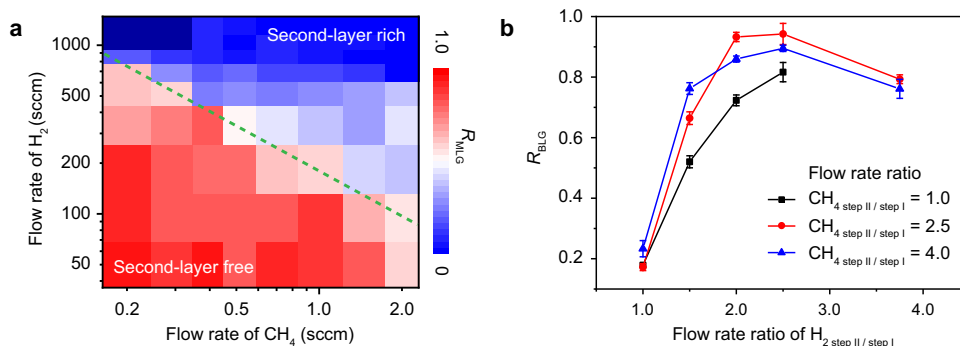 a
Second-layer rich
Second-layer free
1000
500
200
100
50
Flow rate of H2 (sccm)
0.2
0.5
1.0
2.0
Flow rate of CH4 (sccm)
1.0
RMLG
0
b
RBLG
1.0
0.8
0.6
0.4
0.2
1.0
2.0
3.0
4.0
Flow rate ratio of H2 step II / step I
Flow rate ratio
CH4 step II / step I = 1.0
CH4 step II / step I = 2.5
CH4 step II / step I = 4.0